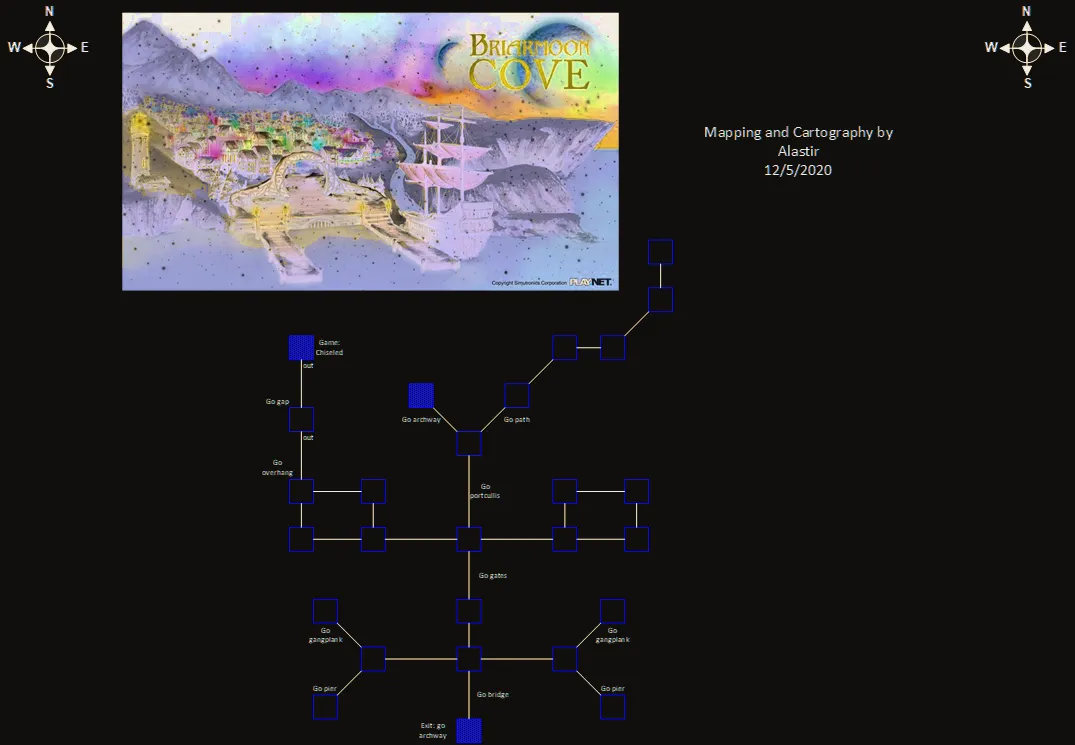 N
W E
S
BRIARMOON
COVE
N
W E
S
Mapping and Cartography by
Alastir
12/5/2020
Copyright Simutronics Corporation PLAY.NET
Game:
Chiseled
out
Go gap
out
Go
overhang
Go archway
Go path
Go
portcullis
Go gates
Go
gangplank
Go
gangplank
Go pier
Go pier
Go bridge
Exit: go
archway